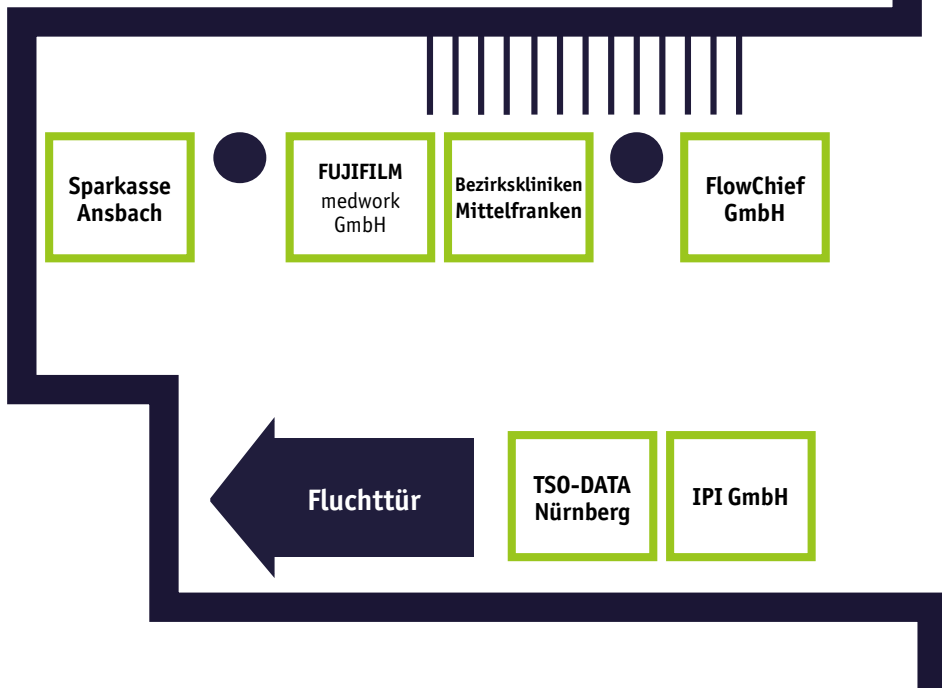 Sparkasse
Ansbach
FUJIFILM
medwork
GmbH
Bezirkskliniken
Mittelfranken
FlowChief
GmbH
Fluchttür
TSO-DATA
Nürnberg
IPI GmbH